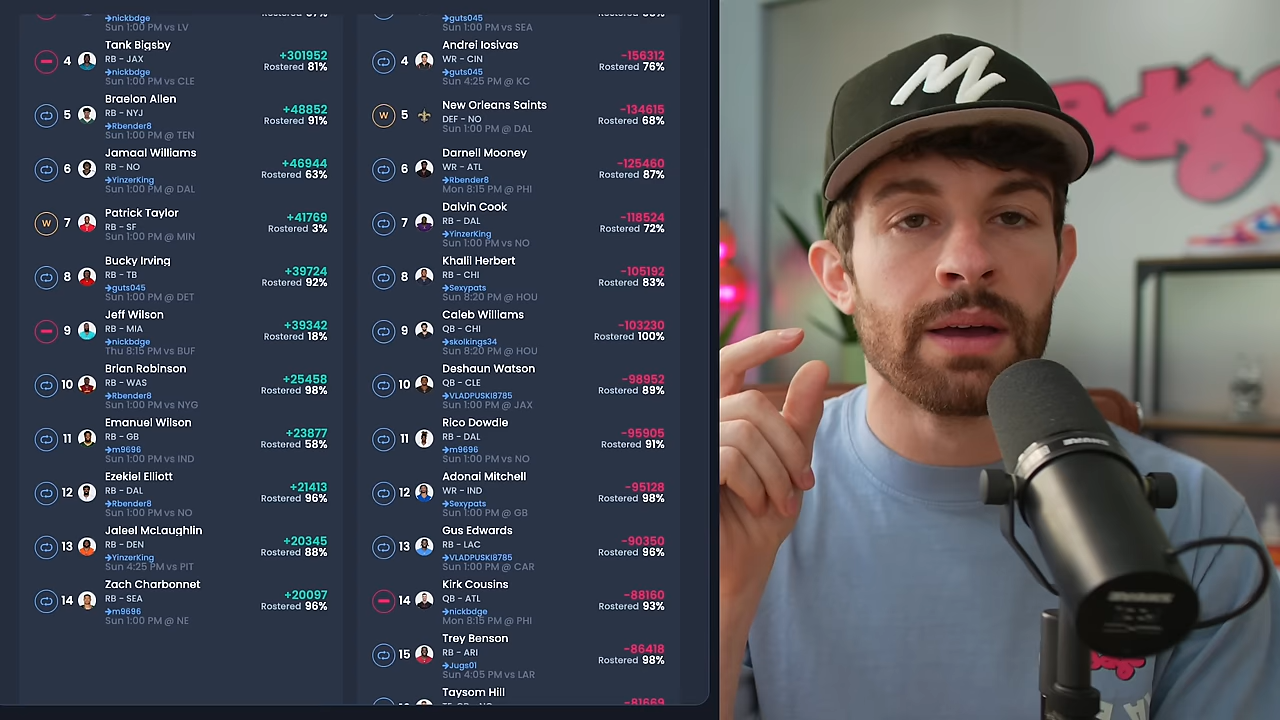 nickbdge
Sun 1:00 PM vs LV
4
Tank Bigsby
RB - JAX
nickbdge
Sun 1:00 PM vs CLE
+301952
Rostered 81%
5
Braelon Allen
RB - NYJ
Rbender8
Sun 1:00 PM @ TEN
+48852
Rostered 91%
6
Jamaal Williams
RB - NO
YinzerKing
Sun 1:00 PM @ DAL
+46944
Rostered 63%
W
7
Patrick Taylor
RB - SF
Sun 1:00 PM @ MIN
+41769
Rostered 3%
8
Bucky Irving
RB - TB
guts045
Sun 1:00 PM @ DET
+39724
Rostered 92%
9
Jeff Wilson
RB - MIA
nickbdge
Thu 8:15 PM vs BUF
+39342
Rostered 18%
10
Brian Robinson
RB - WAS
Rbender8
Sun 1:00 PM vs NYG
+25458
Rostered 98%
11
Emanuel Wilson
RB - GB
m9696
Sun 1:00 PM vs IND
+23877
Rostered 58%
12
Ezekiel Elliott
RB - DAL
Rbender8
Sun 1:00 PM vs NO
+21413
Rostered 96%
13
Jaleel McLaughlin
RB - DEN
YinzerKing
Sun 4:25 PM vs PIT
+20345
Rostered 88%
14
Zach Charbonnet
RB - SEA
m9696
Sun 1:00 PM @ NE
+20097
Rostered 96%
guts045
Sun 1:00 PM vs SEA
4
Andrei Iosivas
WR - CIN
guts045
Sun 4:25 PM @ KC
-156312
Rostered 76%
W
5
New Orleans Saints
DEF - NO
Sun 1:00 PM @ DAL
-134615
Rostered 68%
6
Darnell Mooney
WR - ATL
Rbender8
Mon 8:15 PM @ PHI
-125460
Rostered 87%
7
Dalvin Cook
RB - DAL
YinzerKing
Sun 1:00 PM vs NO
-118524
Rostered 72%
8
Khalil Herbert
RB - CHI
Sexypats
Sun 8:20 PM @ HOU
-105192
Rostered 83%
9
Caleb Williams
QB - CHI
skolkings34
Sun 8:20 PM @ HOU
-103230
Rostered 100%
10
Deshaun Watson
QB - CLE
VLADPUSKI8785
Sun 1:00 PM @ JAX
-98952
Rostered 89%
11
Rico Dowdle
RB - DAL
m9696
Sun 1:00 PM vs NO
-95905
Rostered 91%
12
Adonai Mitchell
WR - IND
Sexypats
Sun 1:00 PM @ GB
-95128
Rostered 98%
13
Gus Edwards
RB - LAC
VLADPUSKI8785
Sun 1:00 PM @ CAR
-90350
Rostered 96%
14
Kirk Cousins
QB - ATL
nickbdge
Mon 8:15 PM @ PHI
-88160
Rostered 93%
15
Trey Benson
RB - ARI
Jugs01
Sun 4:05 PM vs LAR
-86418
Rostered 98%
Taysom Hill
-81669
M